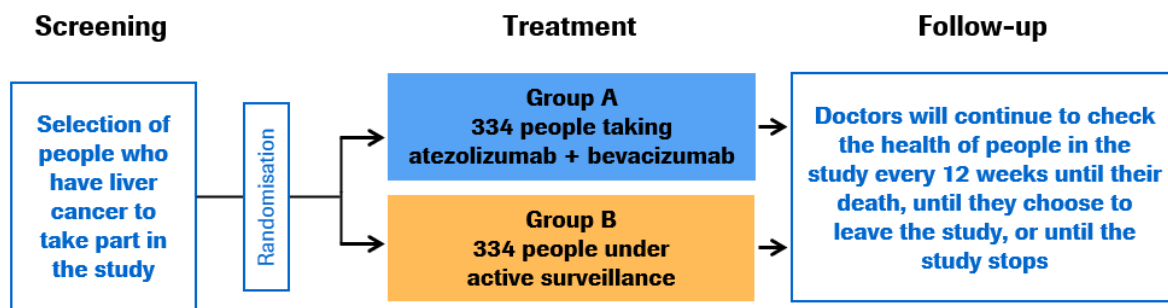 Screening
Treatment
Follow-up
Selection of
people who
have liver
cancer to
take part in
the study
Randomisation
Group A
334 people taking
atezolizumab + bevacizumab
Group B
334 people under
active surveillance
Doctors will continue to check
the health of people in the
study every 12 weeks until their
death, until they choose to
leave the study, or until the
study stops